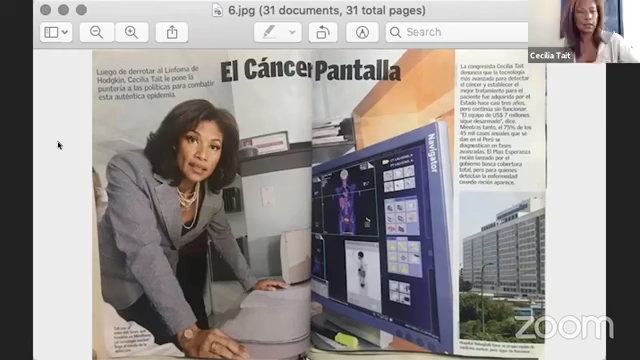 6.jpg (31 documents, 31 total pages)
Search
Cecilia Tait
Luego de derrotar al Linfoma de
Hodgkin, Cecilia Tait le pone la
puntería a las políticas para combatir
esta auténtica epidemia.
El Cáncer Pantalla
La congresista Cecilia Tait
denuncia que la tecnología
más avanzada para detectar
el cáncer y establecer el
mejor tratamiento para el
paciente fue adquirida por el
Estado hace casi tres años,
pero continúa sin funcionar.
"El equipo de US$ 7 millones
sigue desarmado", dice.
Mientras tanto, el 75% de los
45 mil casos anuales que se
dan en el Perú se
diagnostican en fases
avanzadas. El Plan Esperanza
recién lanzado por el
gobierno busca cobertura
total, pero para quienes
detectan la enfermedad
cuando recién aparece.
Navigator
zoom